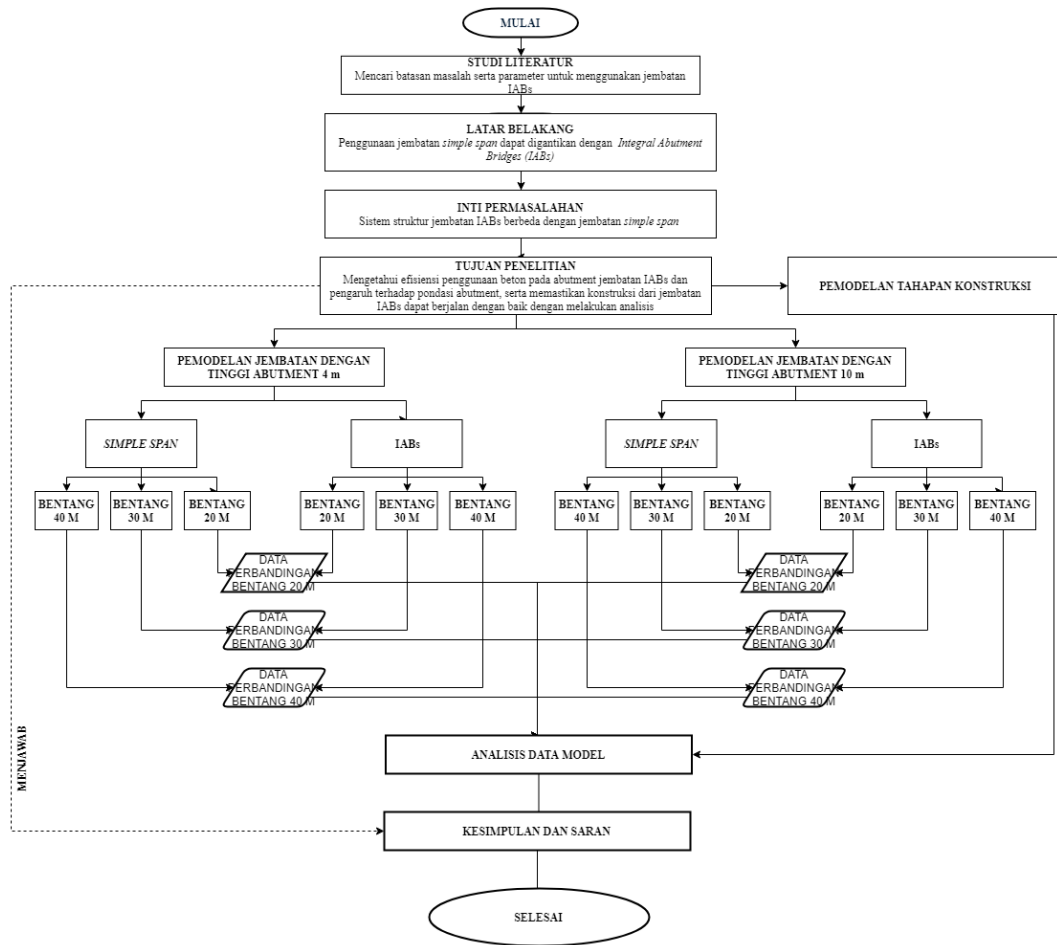 MULAI
STUDI LITERATUR
Mencari batasan masalah serta parameter untuk menggunakan jembatan
IABs
LATAR BELAKANG
Penggunaan jembatan simple span dapat digantikan dengan Integral Abutment
Bridges (IABs)
INTI PERMASALAHAN
Sistem struktur jembatan IABs berbeda dengan jembatan simple span
TUJUAN PENELITIAN
Mengetahui efisiensi penggunaan beton pada abutment jembatan IABs dan
pengaruh terhadap pondasi abutment, serta memastikan konstruksi dari jembatan
IABs dapat berjalan dengan baik dengan melakukan analisis
PEMODELAN TAHAPAN KONSTRUKSI
PEMODELAN JEMBATAN DENGAN
TINGGI ABUTMENT 4 m
PEMODELAN JEMBATAN DENGAN
TINGGI ABUTMENT 10 m
SIMPLE SPAN
IABs
SIMPLE SPAN
IABs
BENTANG
40 M
BENTANG
30 M
BENTANG
20 M
BENTANG
20 M
BENTANG
30 M
BENTANG
40 M
BENTANG
40 M
BENTANG
30 M
BENTANG
20 M
BENTANG
20 M
BENTANG
30 M
BENTANG
40 M
DATA
PERBANDINGAN
BENTANG 20 M
DATA
PERBANDINGAN
BENTANG 20 M
DATA
PERBANDINGAN
BENTANG 30 M
DATA
PERBANDINGAN
BENTANG 30 M
DATA
PERBANDINGAN
BENTANG 40 M
DATA
PERBANDINGAN
BENTANG 40 M
MENJAWAB
ANALISIS DATA MODEL
KESIMPULAN DAN SARAN
SELESAI